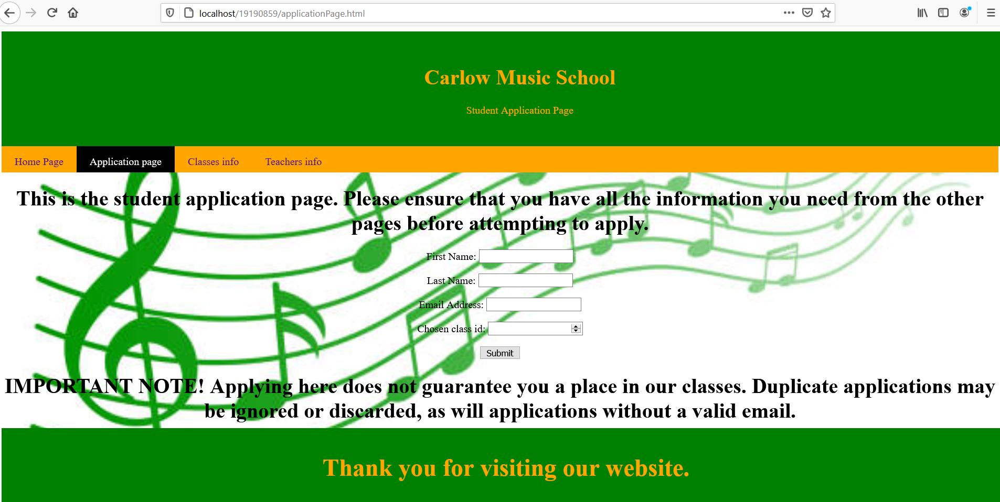 localhost/19190859/applicationPage.html
Carlow Music School
Student Application Page
Home Page Application page Classes info Teachers info
This is the student application page. Please ensure that you have all the information you need from the other
pages before attempting to apply.
First Name:
Last Name:
Email Address:
Chosen class id:
Submit
IMPORTANT NOTE! Applying here does not guarantee you a place in our classes. Duplicate applications may
be ignored or discarded, as will applications without a valid email.
Thank you for visiting our website.